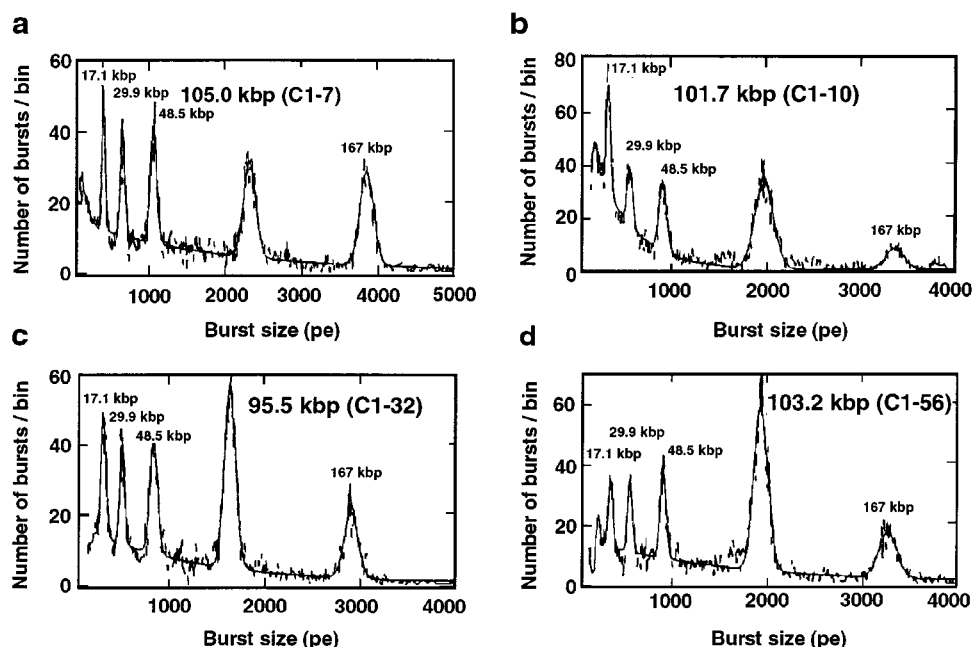 a
60
40
20
0
Number of bursts / bin
17.1 kbp
29.9 kbp
105.0 kbp (C1-7)
48.5 kbp
167 kbp
1000 2000 3000 4000 5000
Burst size (pe)
b
80
60
40
20
0
Number of bursts / bin
17.1 kbp
101.7 kbp (C1-10)
29.9 kbp
48.5 kbp
167 kbp
1000 2000 3000 4000
Burst size (pe)
c
60
40
20
0
Number of bursts / bin
17.1 kbp
29.9 kbp
48.5 kbp
95.5 kbp (C1-32)
167 kbp
1000 2000 3000 4000
Burst size (pe)
d
60
40
20
0
Number of bursts / bin
103.2 kbp (C1-56)
29.9 kbp
17.1 kbp
48.5 kbp
167 kbp
1000 2000 3000 4000
Burst size (pe)